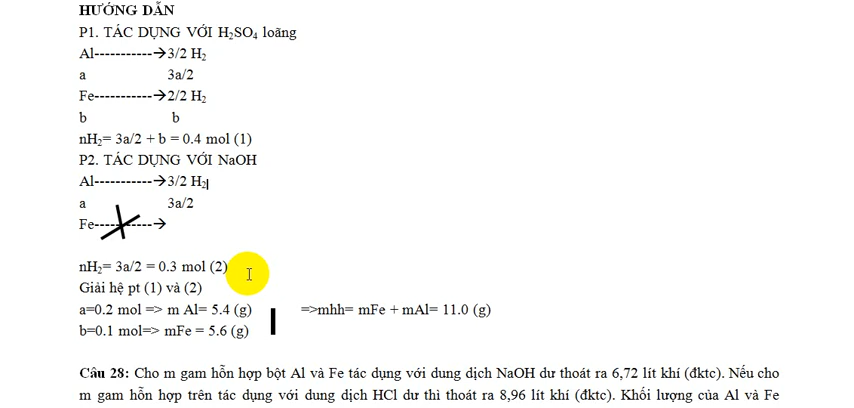 HƯỚNG DẪN
P1. TÁC DỤNG VỚI H₂SO₄ loãng
Al-----------→3/2 H₂
a 3a/2
Fe-----------→2/2 H₂
b b
nH₂= 3a/2 + b = 0.4 mol (1)
P2. TÁC DỤNG VỚI NaOH
Al-----------→3/2 H₂
a 3a/2
Fe-----------→
nH₂= 3a/2 = 0.3 mol (2)
Giải hệ pt (1) và (2)
a=0.2 mol => m Al= 5.4 (g) =>mhh= mFe + mAl= 11.0 (g)
b=0.1 mol=> mFe = 5.6 (g)
Câu 28: Cho m gam hỗn hợp bột Al và Fe tác dụng với dung dịch NaOH dư thoát ra 6,72 lít khí (đktc). Nếu cho
m gam hỗn hợp trên tác dụng với dung dịch HCl dư thì thoát ra 8,96 lít khí (đktc). Khối lượng của Al và Fe